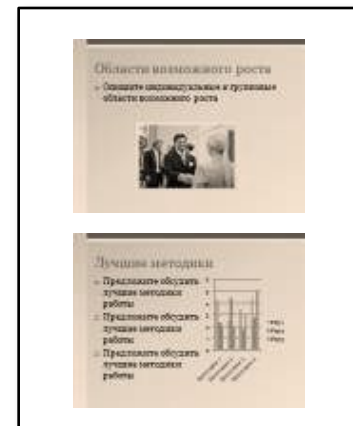 Области возможного роста
Опишите индивидуальные и групповые
области возможного роста
Лучшие методики
Предложите обсудить
лучшие методики
работы
Предложите обсудить
лучшие методики
работы
Предложите обсудить
лучшие методики
работы